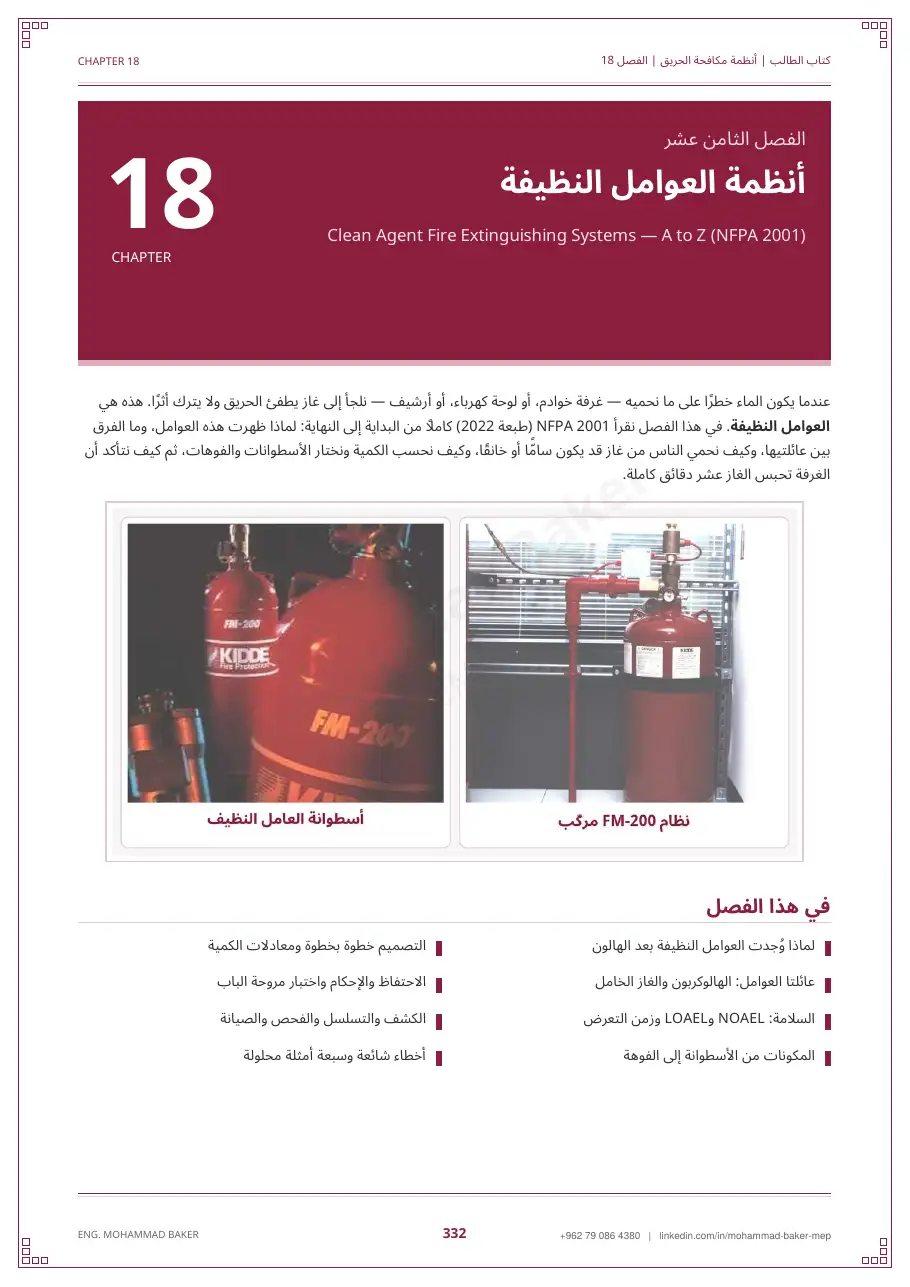 كتاب الطالب | أنظمة مكافحة الحريق | الفصل 18
CHAPTER 18
الفصل الثامن عشر
أنظمة العوامل النظيفة
Clean Agent Fire Extinguishing Systems — A to Z (NFPA 2001)
18
CHAPTER
عندما يكون الماء خطرًا على ما نحميه — غرفة خوادم، أو لوحة كهرباء، أو أرشيف — نلجأ إلى غاز يطفئ الحريق ولا يترك أثرًا. هذه هي
العوامل النظيفة. في هذا الفصل نقرأ NFPA 2001 (طبعة 2022) كاملًا من البداية إلى النهاية: لماذا ظهرت هذه العوامل، وما الفرق
بين عائلتيها، وكيف نحمي الناس من غاز قد يكون سامًّا أو خانقًا، وكيف نحسب الكمية ونختار الأسطوانات والفوهات، ثم كيف نتأكد أن
الغرفة تحبس الغاز عشر دقائق كاملة.
FM-200
KIDDE
Fire Protection
FM-200
نظام FM-200 مركّب
أسطوانة العامل النظيف
في هذا الفصل
لماذا وُجدت العوامل النظيفة بعد الهالون
عائلتا العوامل: الهالوكربون والغاز الخامل
السلامة: NOAEL وLOAEL وزمن التعرض
المكونات من الأسطوانة إلى الفوهة
التصميم خطوة بخطوة ومعادلات الكمية
الاحتفاظ والإحكام واختبار مروحة الباب
الكشف والتسلسل والفحص والصيانة
أخطاء شائعة وسبعة أمثلة محلولة
ENG. MOHAMMAD BAKER
332
+962 79 086 4380 | linkedin.com/in/mohammad-baker-mep